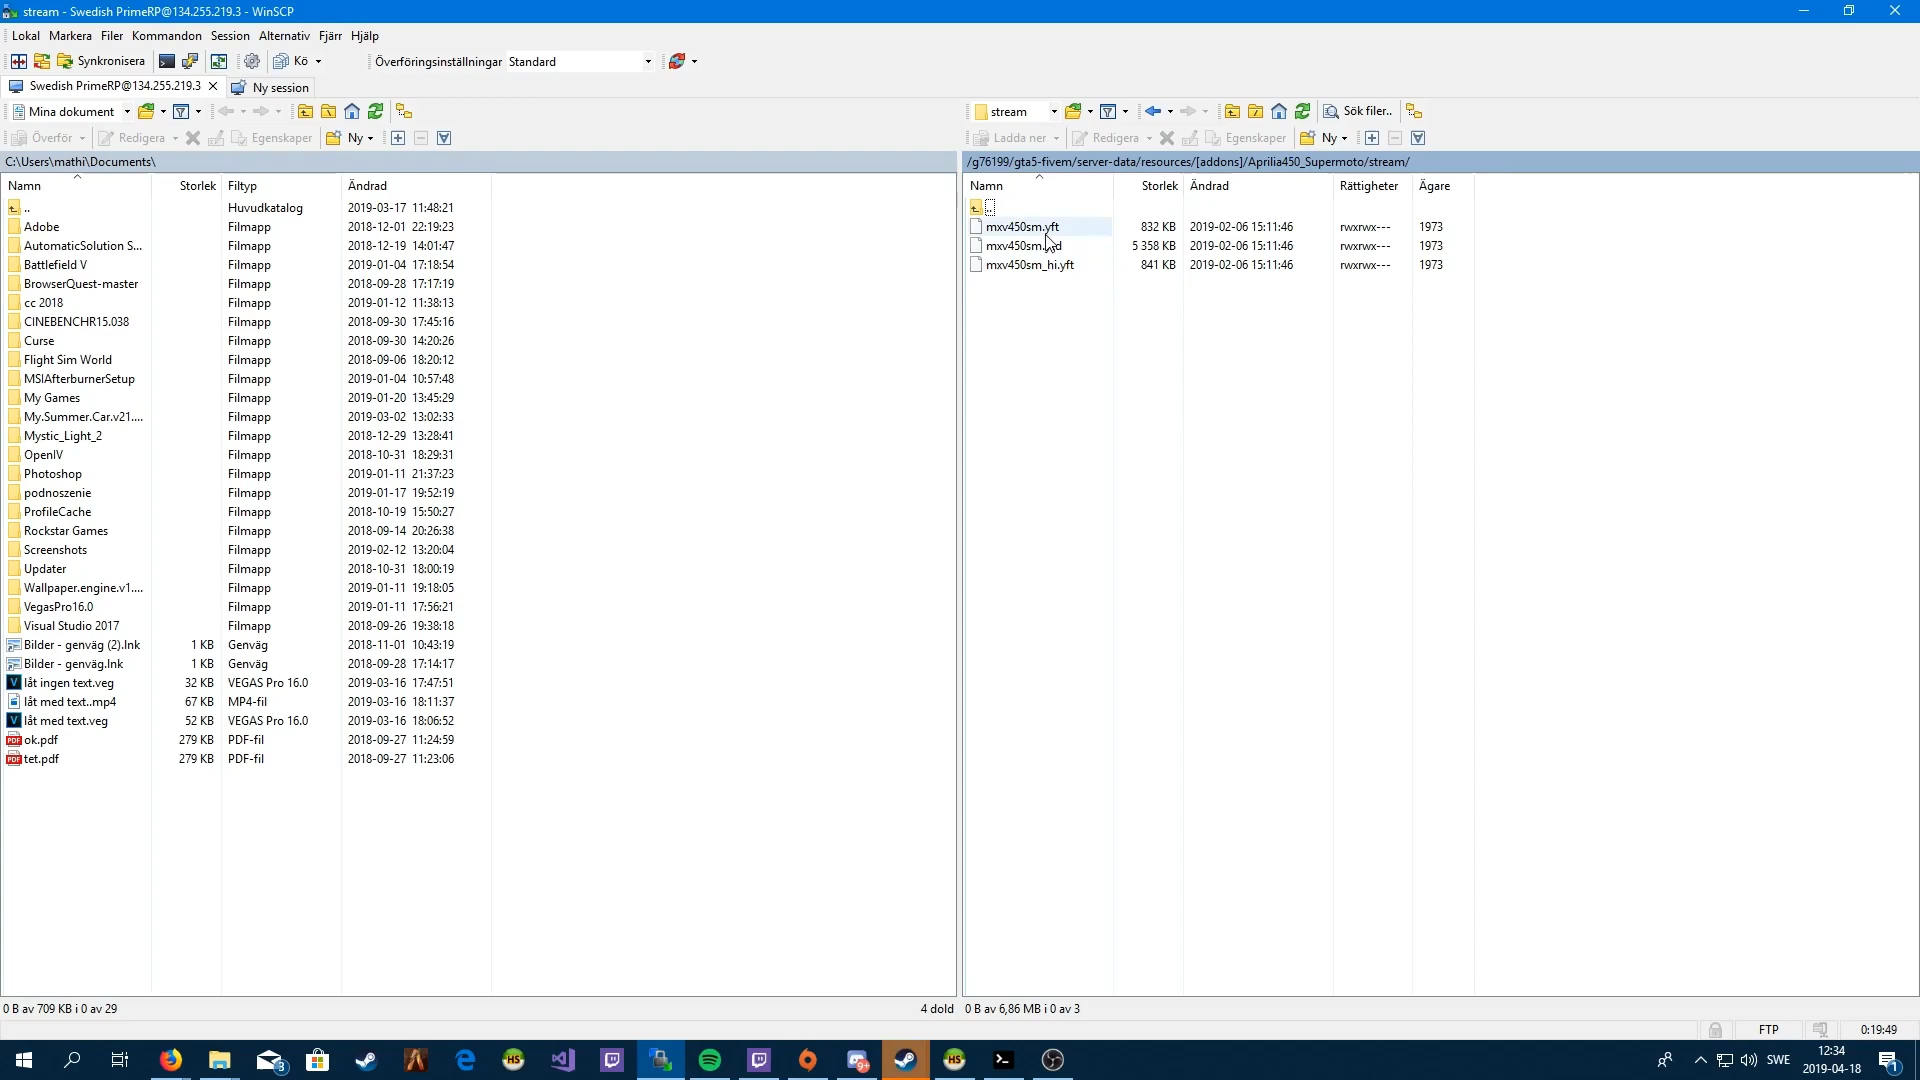 stream - Swedish PrimeRP@134.255.219.3 - WinSCP
Lokal Markera Filer Kommandon Session Alternativ Fjärr Hjälp
Synkronisera Kö Överföringsinställningar Standard
Swedish PrimeRP@134.255.219.3 Ny session
Mina dokument stream Sök filer..
Överför Redigera Egenskaper Ny Ladda ner Redigera Egenskaper Ny
C:\Users\mathi\Documents\ /g76199/gta5-fivem/server-data/resources/[addons]/Aprilia450_Supermoto/stream/
Namn Storlek Filtyp Ändrad Namn Storlek Ändrad Rättigheter Ägare
.. Huvudkatalog 2019-03-17 11:48:21 ..
Adobe Filmapp 2018-12-01 22:19:23 mxv450sm.yft 832 KB 2019-02-06 15:11:46 rwxrwx--- 1973
AutomaticSolution S... Filmapp 2018-12-19 14:01:47 5 358 KB 2019-02-06 15:11:46 rwxrwx--- 1973
Battlefield V Filmapp 2019-01-04 17:18:54 mxv450sm_hi.yft 841 KB 2019-02-06 15:11:46 rwxrwx--- 1973
BrowserQuest-master Filmapp 2018-09-28 17:17:19
cc 2018 Filmapp 2019-01-12 11:38:13
CINEBENCHR15.038 Filmapp 2018-09-30 17:45:16
Curse Filmapp 2018-09-30 14:20:26
Flight Sim World Filmapp 2018-09-06 18:20:12
MSIAfterburnerSetup Filmapp 2019-01-04 10:57:48
My Games Filmapp 2019-01-20 13:45:29
My.Summer.Car.v21.... Filmapp 2019-03-02 13:02:33
Mystic_Light_2 Filmapp 2018-12-29 13:28:41
OpenIV Filmapp 2018-10-31 18:29:31
Photoshop Filmapp 2019-01-11 21:37:23
podnoszenie Filmapp 2019-01-17 19:52:19
ProfileCache Filmapp 2018-10-19 15:50:27
Rockstar Games Filmapp 2018-09-14 20:26:38
Screenshots Filmapp 2019-02-12 13:20:04
Updater Filmapp 2018-10-31 18:00:19
Wallpaper.engine.v1.... Filmapp 2019-01-11 19:18:05
VegasPro16.0 Filmapp 2019-01-11 17:56:21
Visual Studio 2017 Filmapp 2018-09-26 19:38:18
Bilder - genväg (2).lnk 1 KB Genväg 2018-11-01 10:43:19
Bilder - genväg.lnk 1 KB Genväg 2018-09-28 17:14:17
låt ingen text.veg 32 KB VEGAS Pro 16.0 2019-03-16 17:47:51
låt med text..mp4 67 KB MP4-fil 2019-03-16 18:11:37
låt med text.veg 52 KB VEGAS Pro 16.0 2019-03-16 18:06:52
ok.pdf 279 KB PDF-fil 2018-09-27 11:24:59
tet.pdf 279 KB PDF-fil 2018-09-27 11:23:06
0 B av 709 KB i 0 av 29 4 dold 0 B av 6,86 MB i 0 av 3
FTP 0:19:49
SWE 12:34
2019-04-18